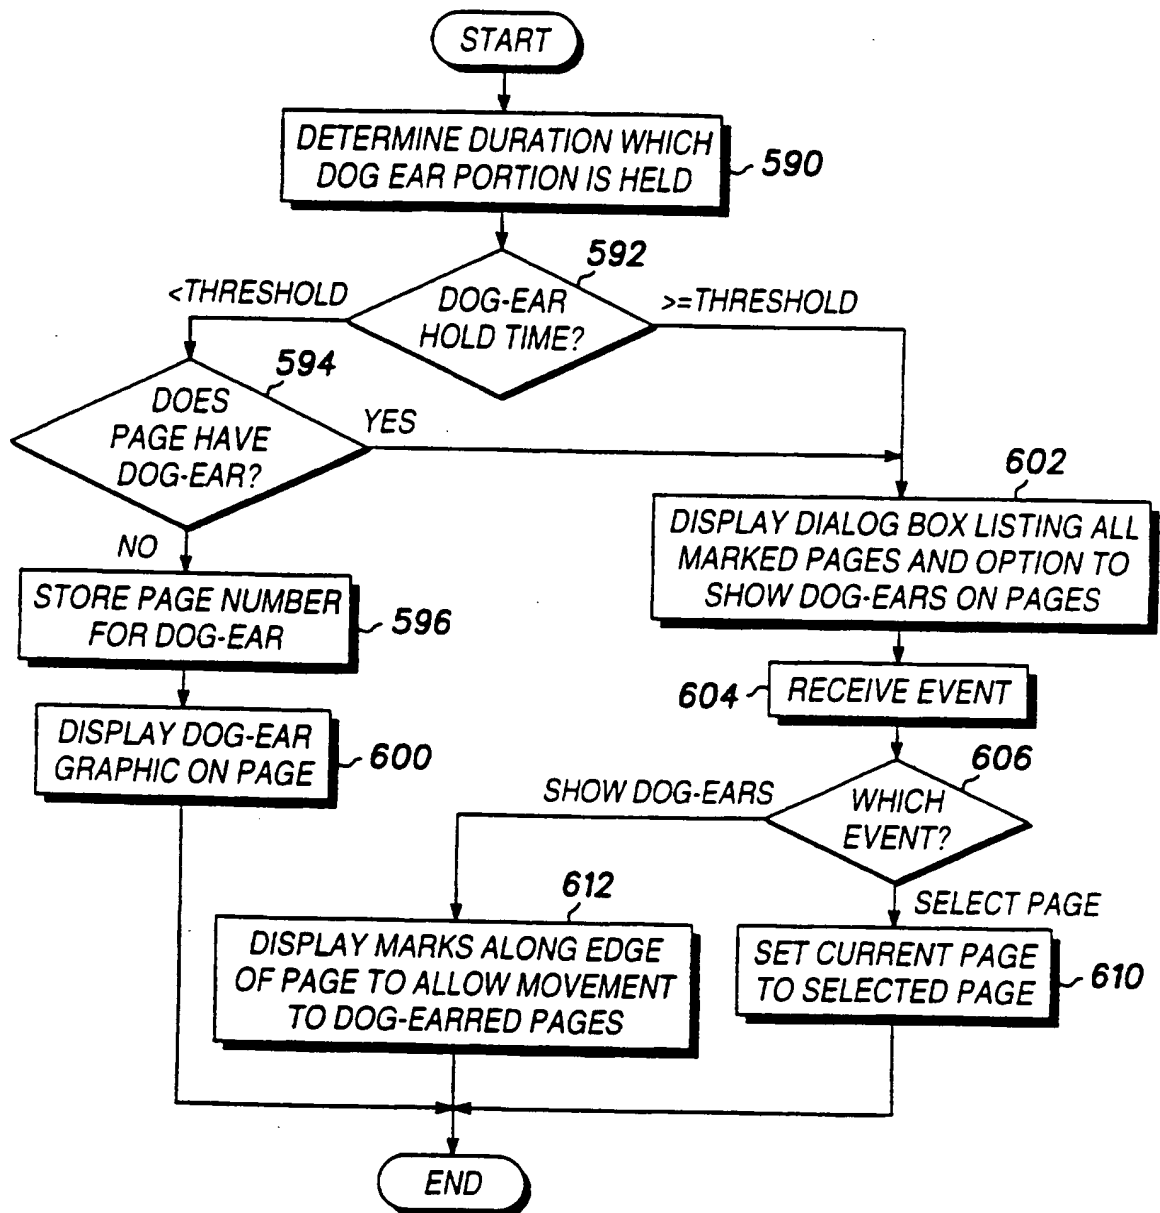 START
DETERMINE DURATION WHICH
DOG EAR PORTION IS HELD
590
592
<THRESHOLD
DOG-EAR
HOLD TIME?
>=THRESHOLD
594
DOES
PAGE HAVE
DOG-EAR?
YES
NO
602
DISPLAY DIALOG BOX LISTING ALL
MARKED PAGES AND OPTION TO
SHOW DOG-EARS ON PAGES
STORE PAGE NUMBER
FOR DOG-EAR
596
604
RECEIVE EVENT
DISPLAY DOG-EAR
GRAPHIC ON PAGE
600
606
SHOW DOG-EARS
WHICH
EVENT?
SELECT PAGE
612
DISPLAY MARKS ALONG EDGE
OF PAGE TO ALLOW MOVEMENT
TO DOG-EARRED PAGES
SET CURRENT PAGE
TO SELECTED PAGE
610
END